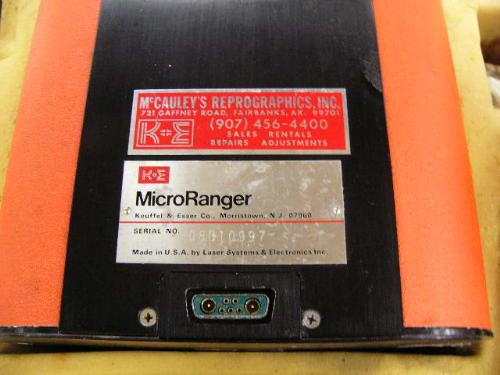 McCAULEY'S REPROGRAPHICS, INC.
721 GAFFNEY ROAD, FAIRBANKS, AK. 99701
K+E
(907) 456-4400
SALES RENTALS
REPAIRS ADJUSTMENTS
K+E
MicroRanger
Keuffel & Esser Co., Morristown, N.J. 07960
SERIAL NO.
08010997
Made in U.S.A. by Laser Systems & Electronics Inc.